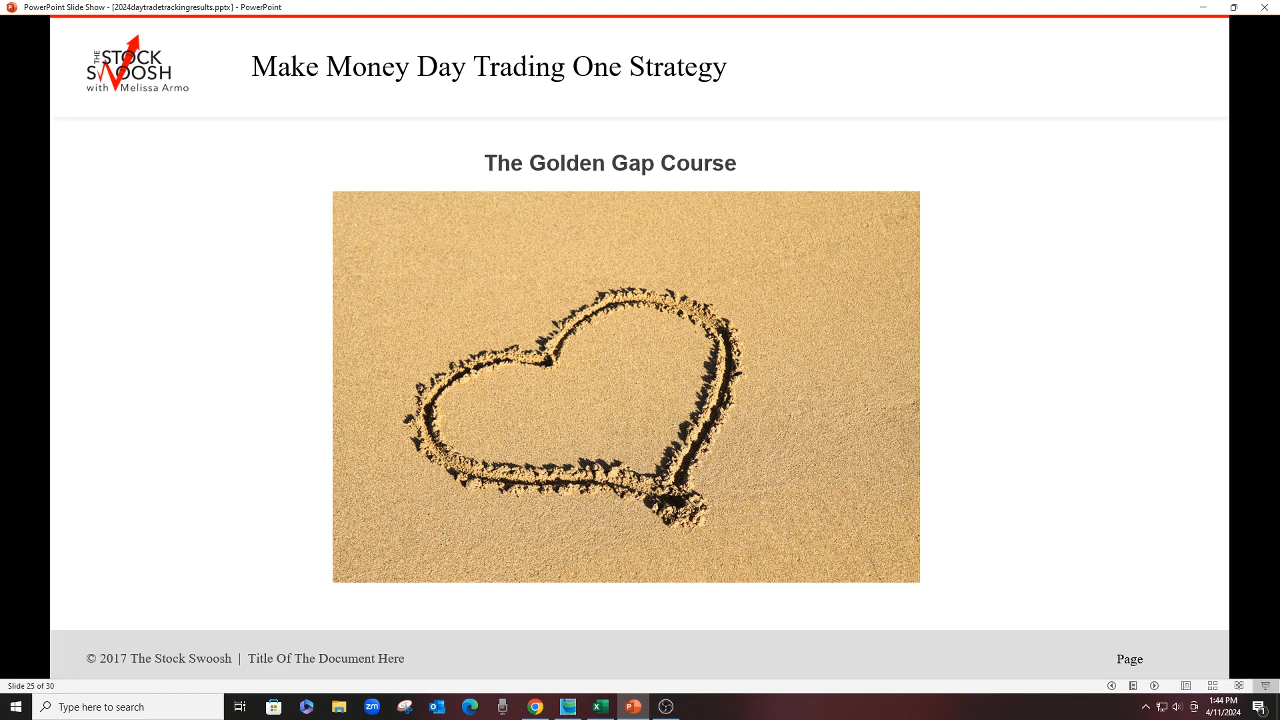 PowerPoint Slide Show - [2024daytradetrackingresults.pptx] - PowerPoint
THE STOCK SWOOSH
with Melissa Armo
Make Money Day Trading One Strategy
The Golden Gap Course
© 2017 The Stock Swoosh | Title Of The Document Here
Page
Slide 25 of 30
Type here to search
1:44 PM
4/11/2024